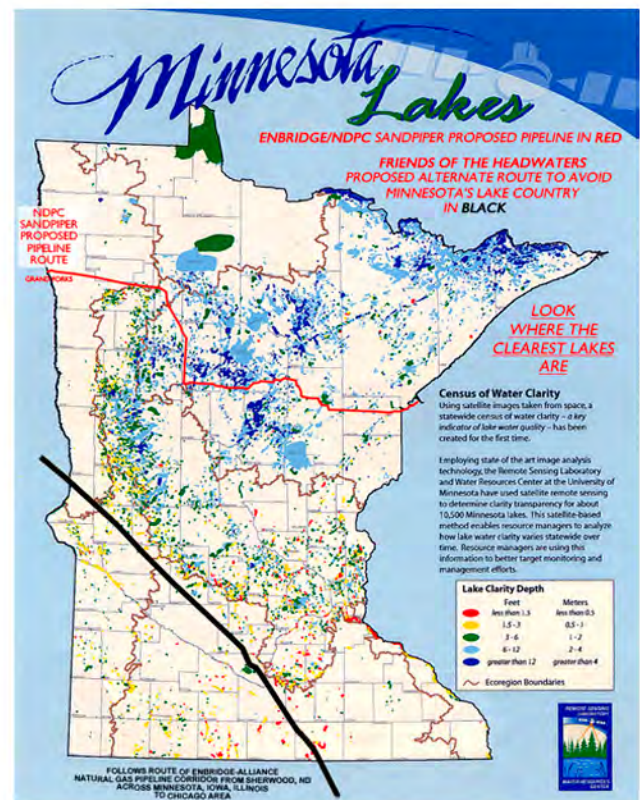 Minnesota
Lakes
ENBRIDGE/NDPC SANDPIPER PROPOSED PIPELINE IN RED
FRIENDS OF THE HEADWATERS
PROPOSED ALTERNATE ROUTE TO AVOID
MINNESOTA'S LAKE COUNTRY
IN BLACK
NDPC
SANDPIPER
PROPOSED
PIPELINE
ROUTE
LOOK
WHERE THE
CLEAREST LAKES
ARE
Census of Water Clarity
Using satellite images taken from space, a
statewide census of water clarity – a key
indicator of lake water quality – has been
created for the first time.
Employing state of the art image analysis
technology, the Remote Sensing Laboratory
and Water Resources Center at the University of
Minnesota have used satellite remote sensing
to determine clarity transparency for about
10,500 Minnesota lakes. This satellite-based
method enables resource managers to analyze
how lake water clarity varies statewide over
time. Resource managers are using this
information to better target monitoring and
management efforts.
Lake Clarity Depth
Feet Meters
less than 1.5 less than 0.5
1.5 - 3 0.5 - 1
3 - 6 1 - 2
6 - 12 2 - 4
greater than 12 greater than 4
Ecoregion Boundaries
REMOTE SENSING
LABORATORY
WATER RESOURCES
CENTER
FOLLOWS ROUTE OF ENBRIDGE-ALLIANCE
NATURAL GAS PIPELINE CORRIDOR FROM SHERWOOD, ND
ACROSS MINNESOTA, IOWA, ILLINOIS
TO CHICAGO AREA